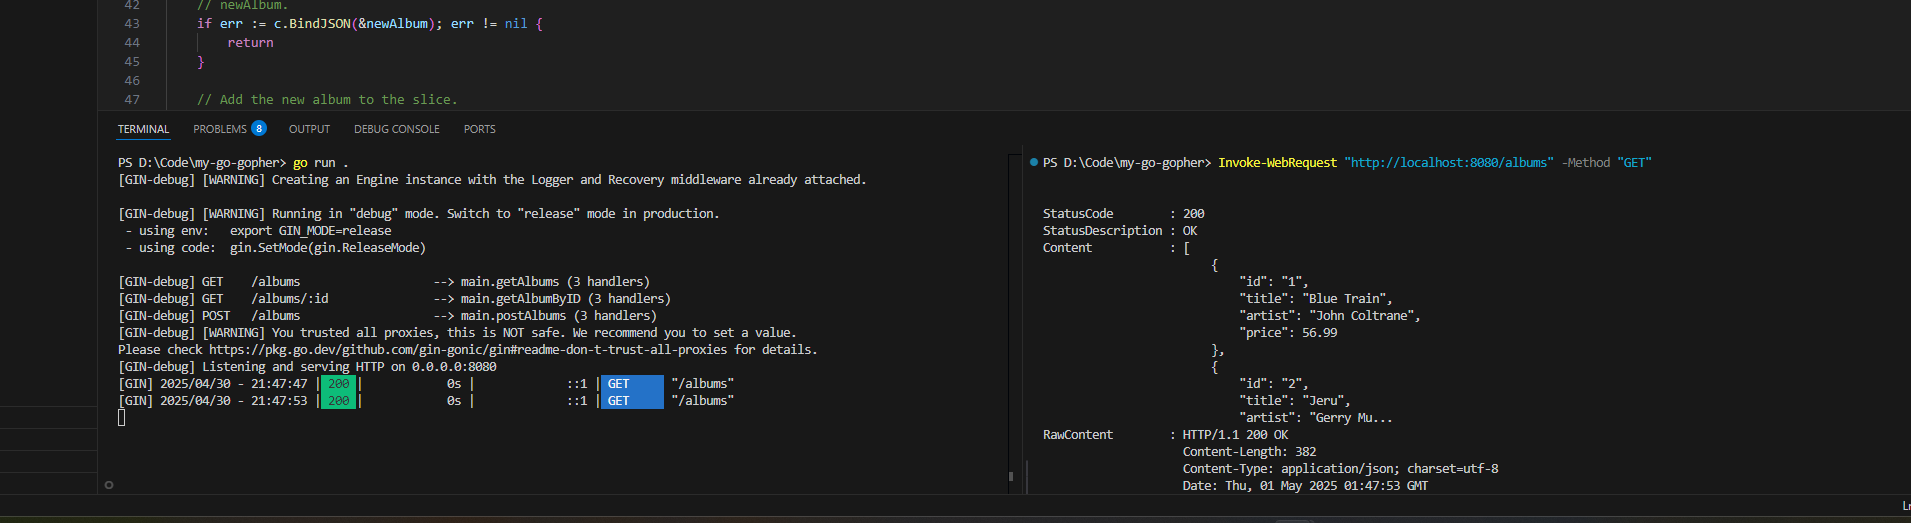 42 // newAlbum.
43 if err := c.BindJSON(&newAlbum); err != nil {
44 return
45 }
46
47 // Add the new album to the slice.
TERMINAL PROBLEMS 8 OUTPUT DEBUG CONSOLE PORTS
PS D:\Code\my-go-gopher> go run .
[GIN-debug] [WARNING] Creating an Engine instance with the Logger and Recovery middleware already attached.
[GIN-debug] [WARNING] Running in "debug" mode. Switch to "release" mode in production.
- using env: export GIN_MODE=release
- using code: gin.SetMode(gin.ReleaseMode)
[GIN-debug] GET /albums --> main.getAlbums (3 handlers)
[GIN-debug] GET /albums/:id --> main.getAlbumByID (3 handlers)
[GIN-debug] POST /albums --> main.postAlbums (3 handlers)
[GIN-debug] [WARNING] You trusted all proxies, this is NOT safe. We recommend you to set a value.
Please check https://pkg.go.dev/github.com/gin-gonic/gin#readme-don-t-trust-all-proxies for details.
[GIN-debug] Listening and serving HTTP on 0.0.0.0:8080
[GIN] 2025/04/30 - 21:47:47 | 200 | 0s | ::1 | GET "/albums"
[GIN] 2025/04/30 - 21:47:53 | 200 | 0s | ::1 | GET "/albums"
PS D:\Code\my-go-gopher> Invoke-WebRequest "http://localhost:8080/albums" -Method "GET"
StatusCode : 200
StatusDescription : OK
Content : [
{
"id": "1",
"title": "Blue Train",
"artist": "John Coltrane",
"price": 56.99
},
{
"id": "2",
"title": "Jeru",
"artist": "Gerry Mu...
RawContent : HTTP/1.1 200 OK
Content-Length: 382
Content-Type: application/json; charset=utf-8
Date: Thu, 01 May 2025 01:47:53 GMT